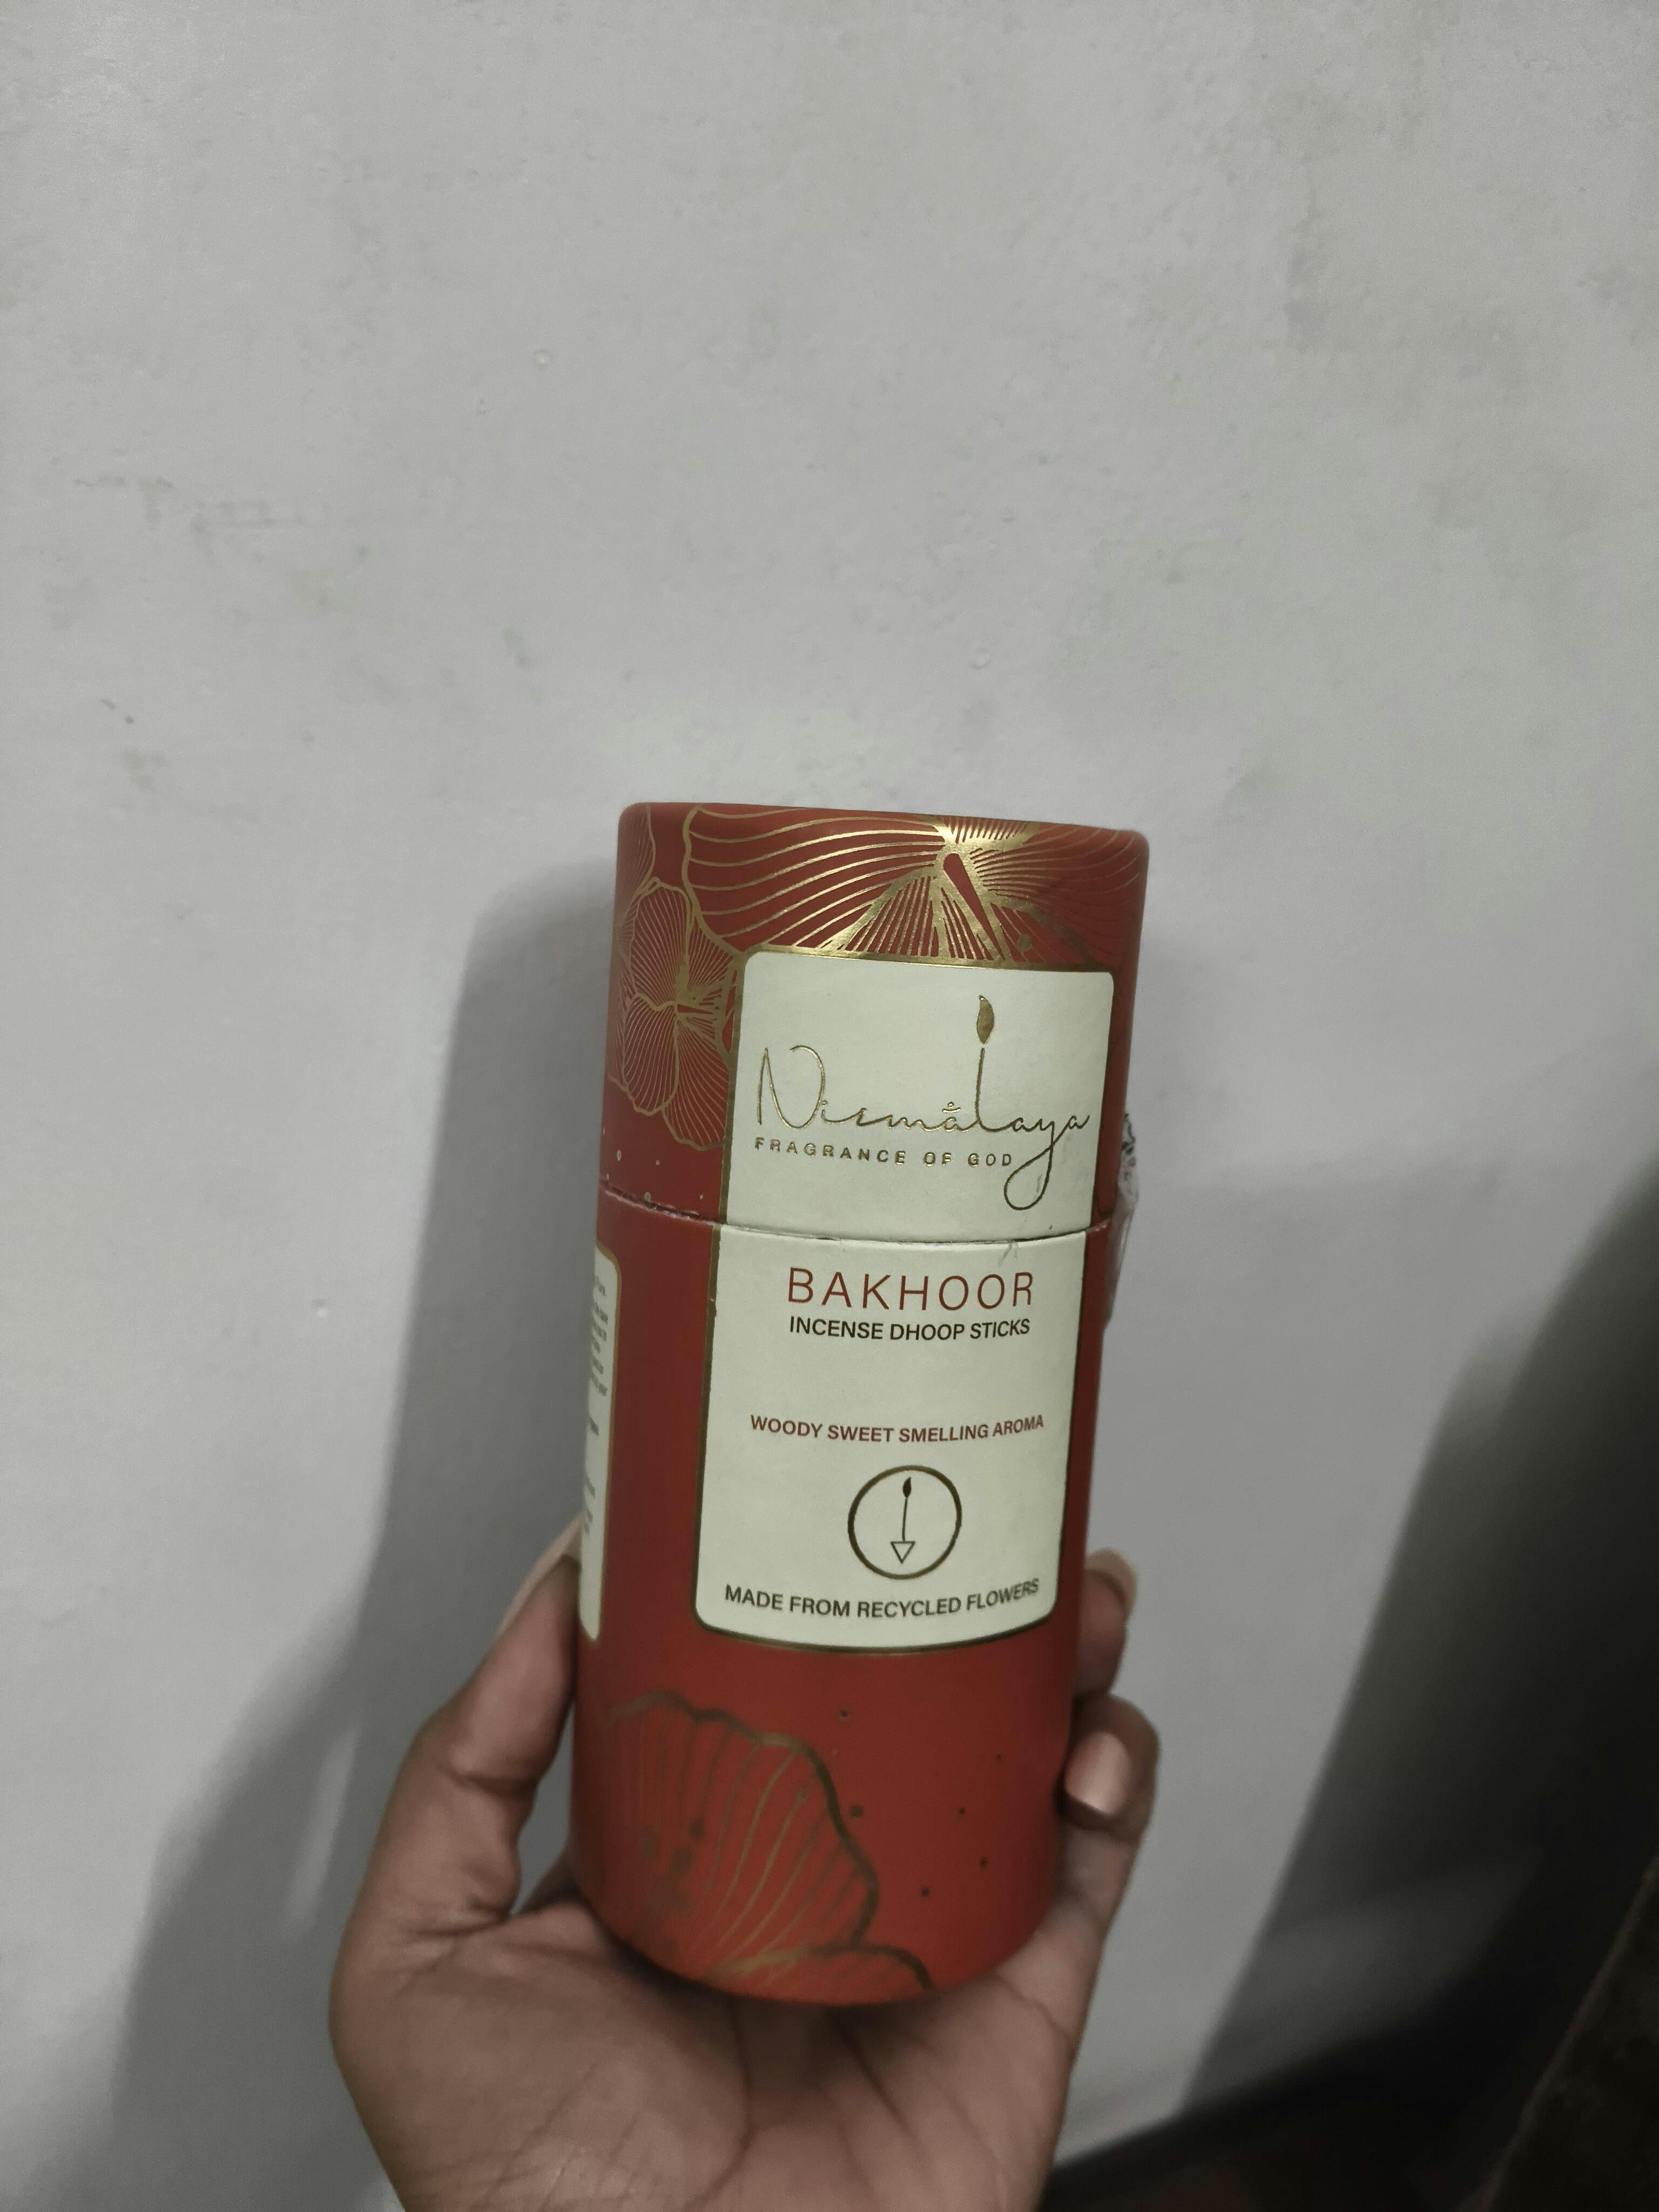 Nirmalaya
FRAGRANCE OF GOD
BAKHOOR
INCENSE DHOOP STICKS
WOODY SWEET SMELLING AROMA
MADE FROM RECYCLED FLOWERS